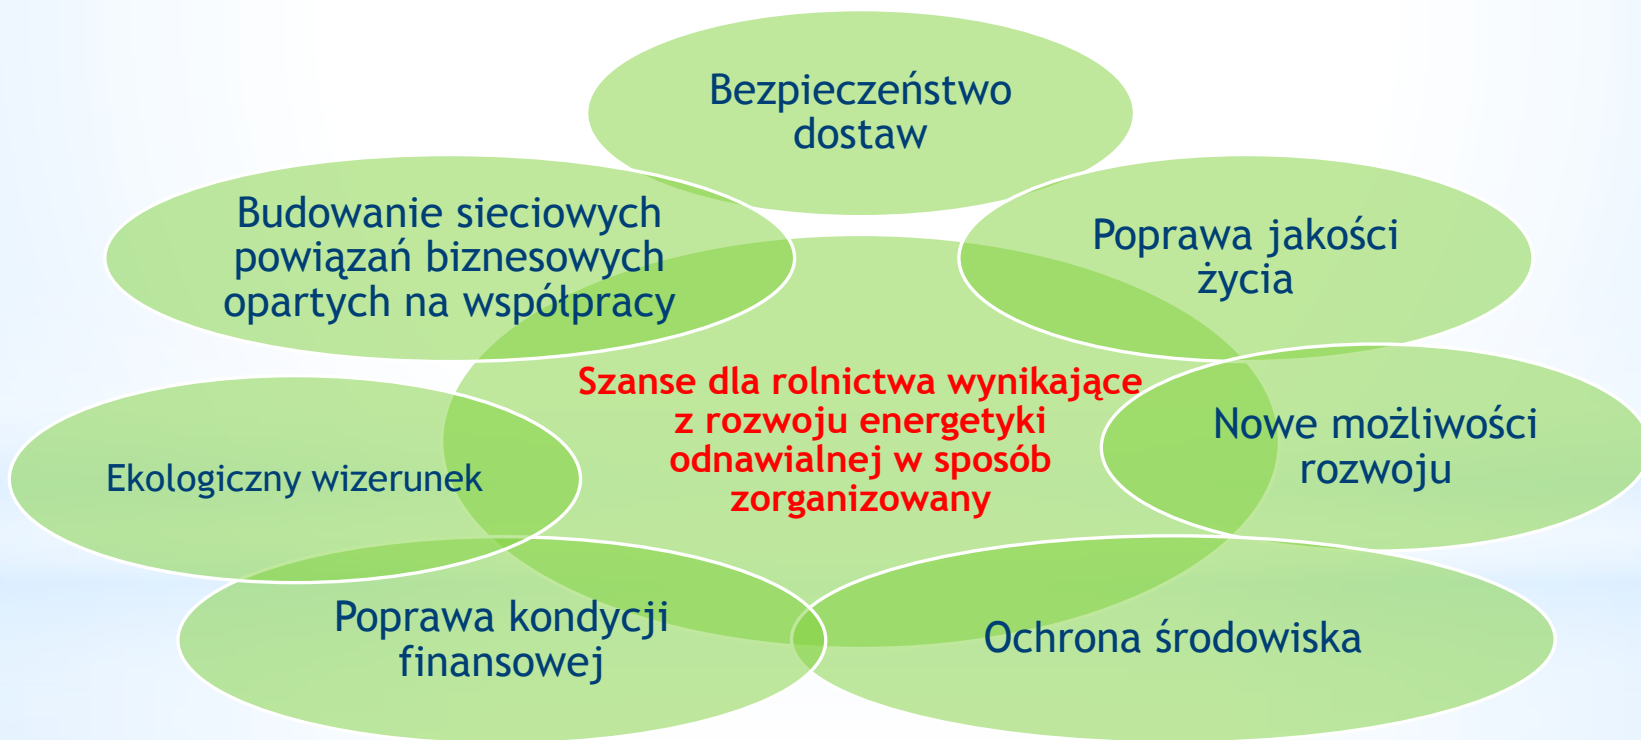 Bezpieczeństwo
dostaw
Budowanie sieciowych
powiązań biznesowych
opartych na współpracy
Poprawa jakości
życia
Szanse dla rolnictwa wynikające
z rozwoju energetyki
odnawialnej w sposób
zorganizowany
Nowe możliwości
rozwoju
Ekologiczny wizerunek
Poprawa kondycji
finansowej
Ochrona środowiska